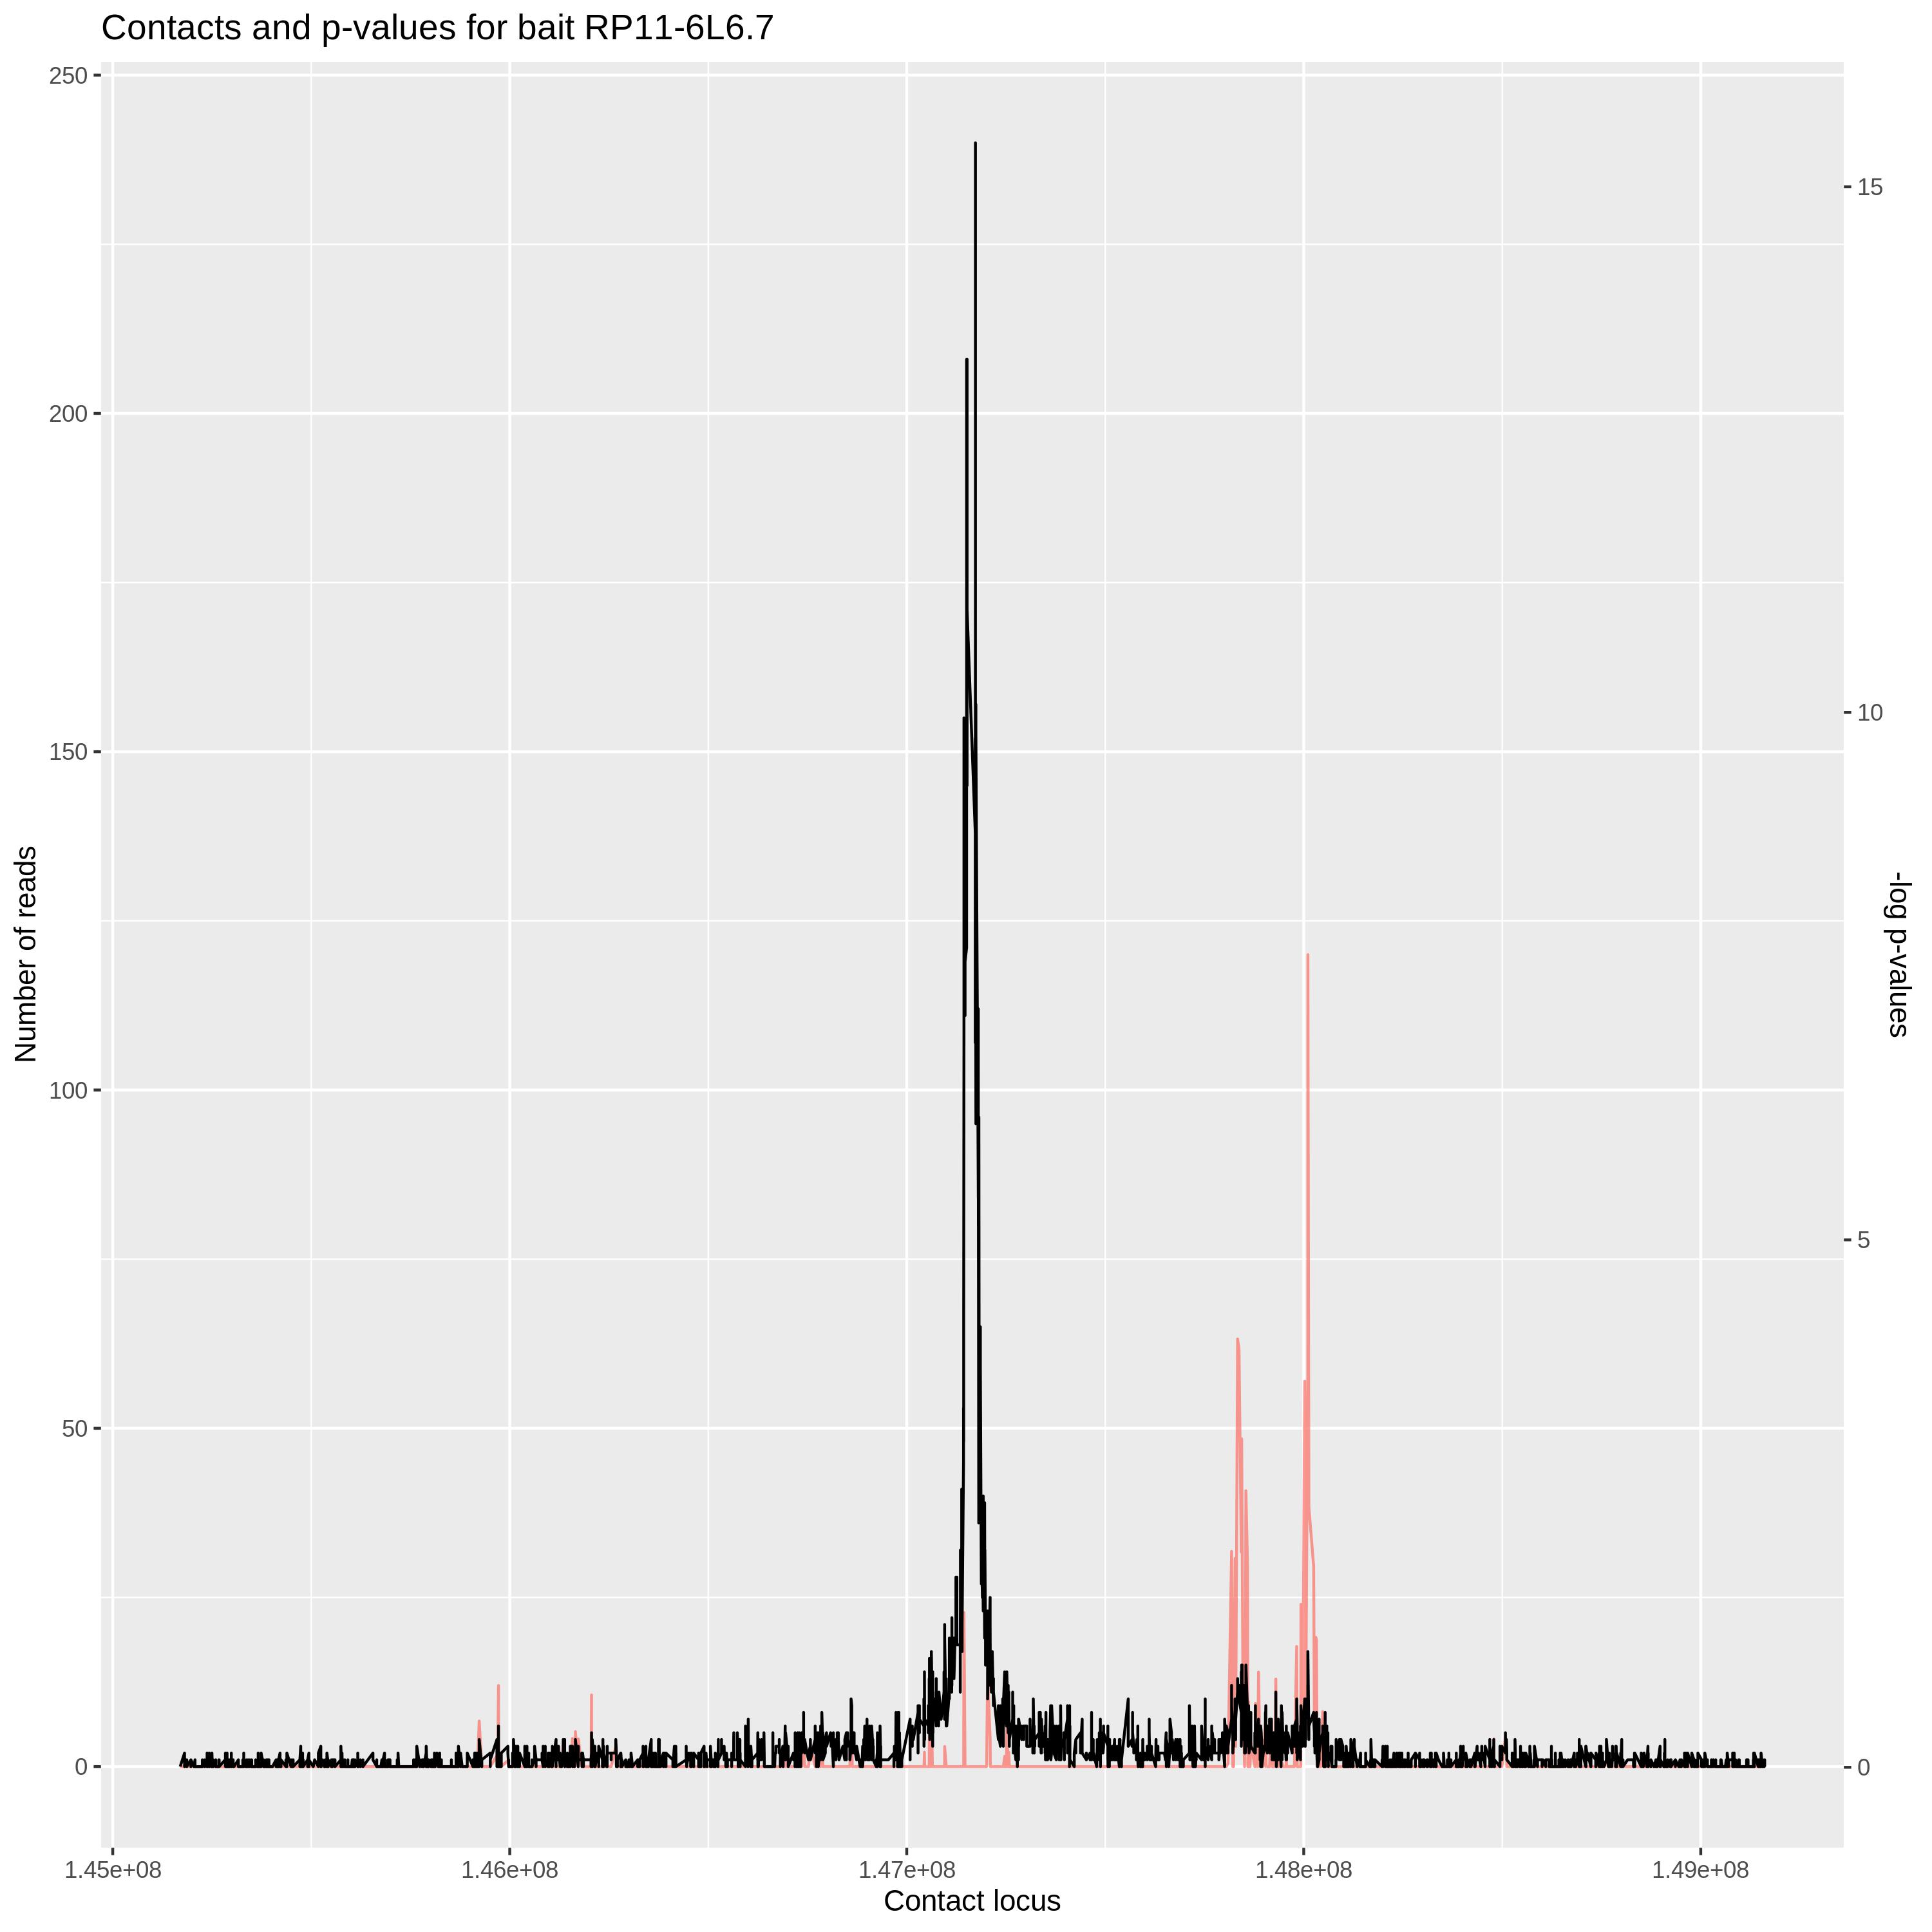 Contacts and p-values for bait RP11-6L6.7
250
200
150
100
50
0
Number of reads
15
10
5
0
-log p-values
1.45e+08
1.46e+08
1.47e+08
1.48e+08
1.49e+08
Contact locus